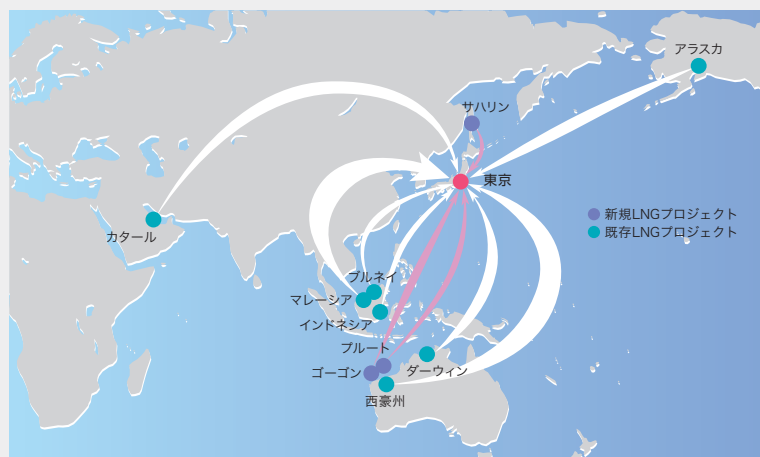 アラスカ
サハリン
東京
新規LNGプロジェクト
既存LNGプロジェクト
カタール
ブルネイ
マレーシア
インドネシア
プルート
ゴーゴン
ダーウィン
西豪州